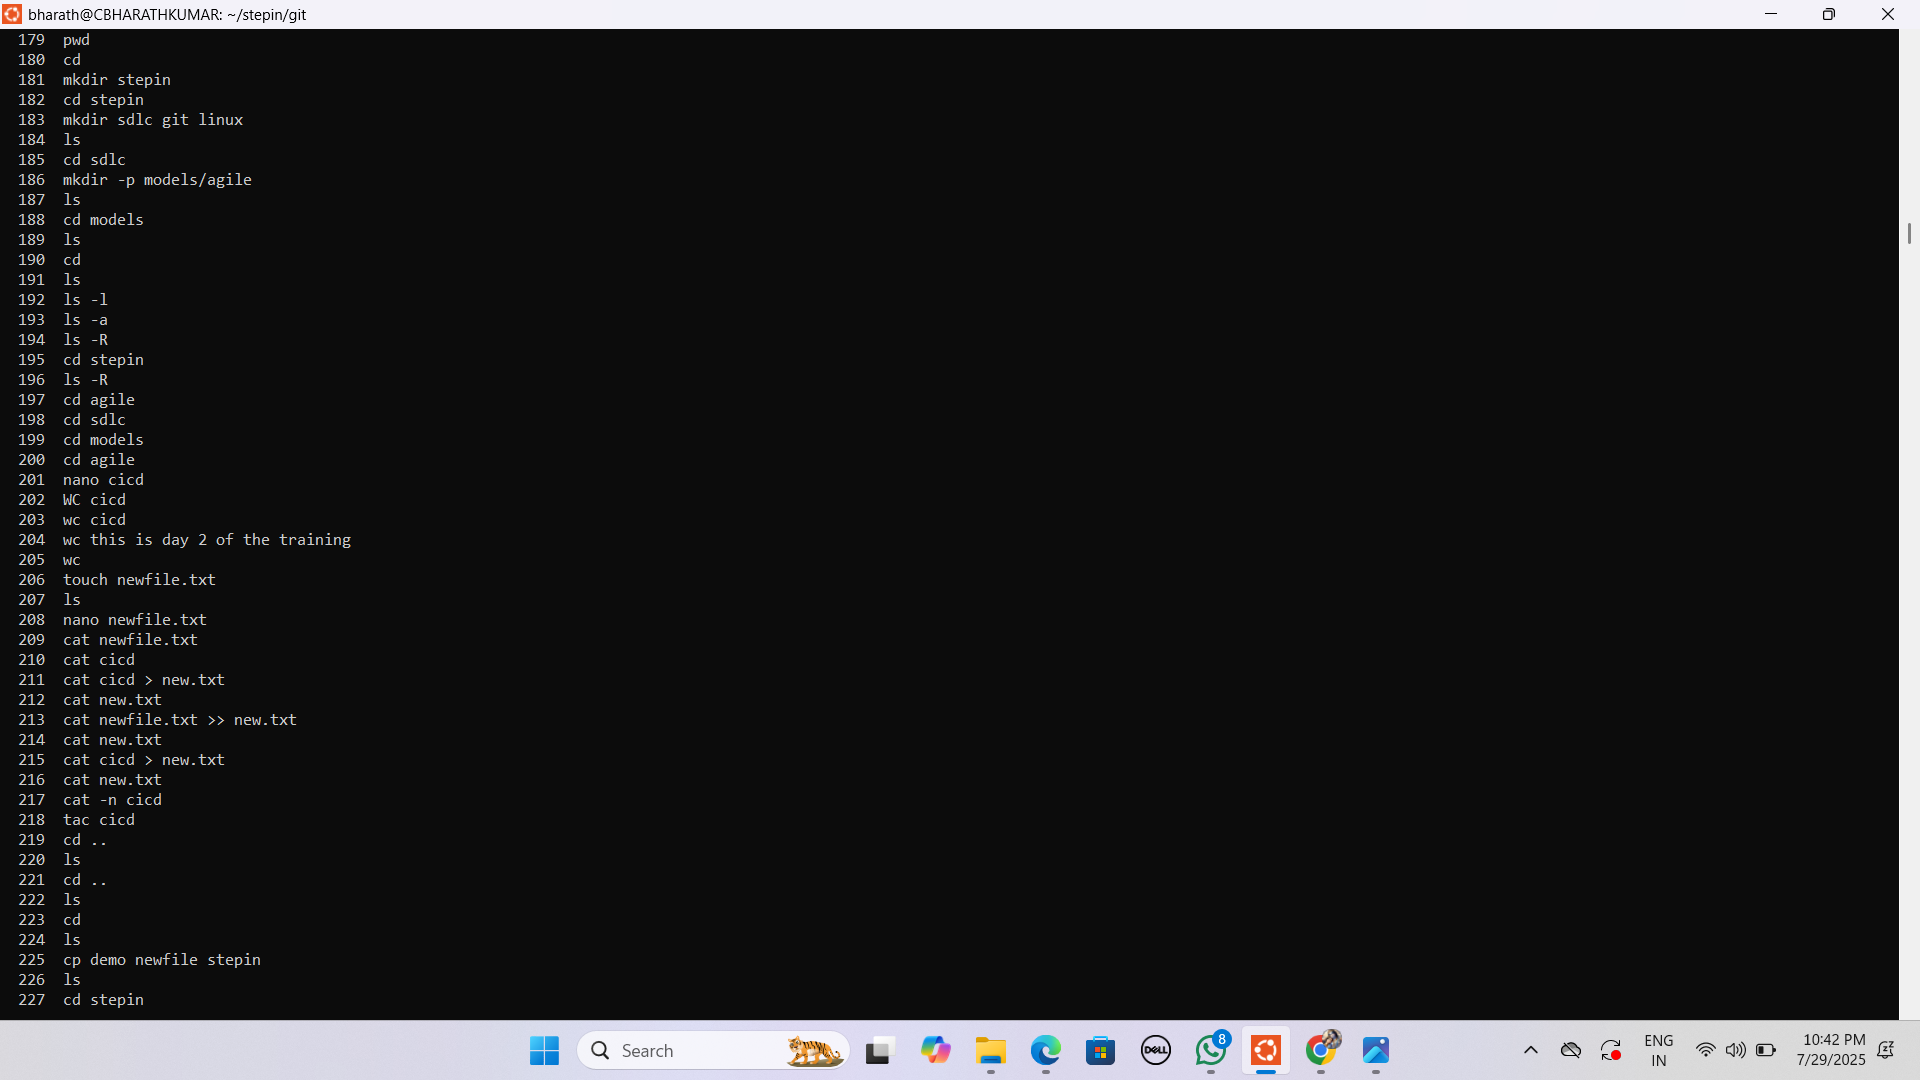 bharath@CBHARATHKUMAR: ~/stepin/git
179 pwd
180 cd
181 mkdir stepin
182 cd stepin
183 mkdir sdlc git linux
184 ls
185 cd sdlc
186 mkdir -p models/agile
187 ls
188 cd models
189 ls
190 cd
191 ls
192 ls -l
193 ls -a
194 ls -R
195 cd stepin
196 ls -R
197 cd agile
198 cd sdlc
199 cd models
200 cd agile
201 nano cicd
202 WC cicd
203 wc cicd
204 wc this is day 2 of the training
205 wc
206 touch newfile.txt
207 ls
208 nano newfile.txt
209 cat newfile.txt
210 cat cicd
211 cat cicd > new.txt
212 cat new.txt
213 cat newfile.txt >> new.txt
214 cat new.txt
215 cat cicd > new.txt
216 cat new.txt
217 cat -n cicd
218 tac cicd
219 cd ..
220 ls
221 cd ..
222 ls
223 cd
224 ls
225 cp demo newfile stepin
226 ls
227 cd stepin
Search
DELL
8
ENG
IN
10:42 PM
7/29/2025